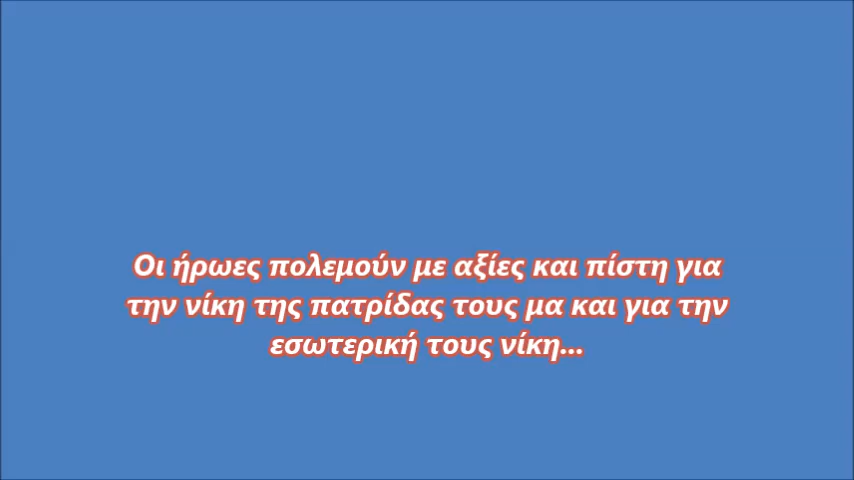 Οι ήρωες πολεμούν με αξίες και πίστη για
την νίκη της πατρίδας τους μα και για την
εσωτερική τους νίκη...